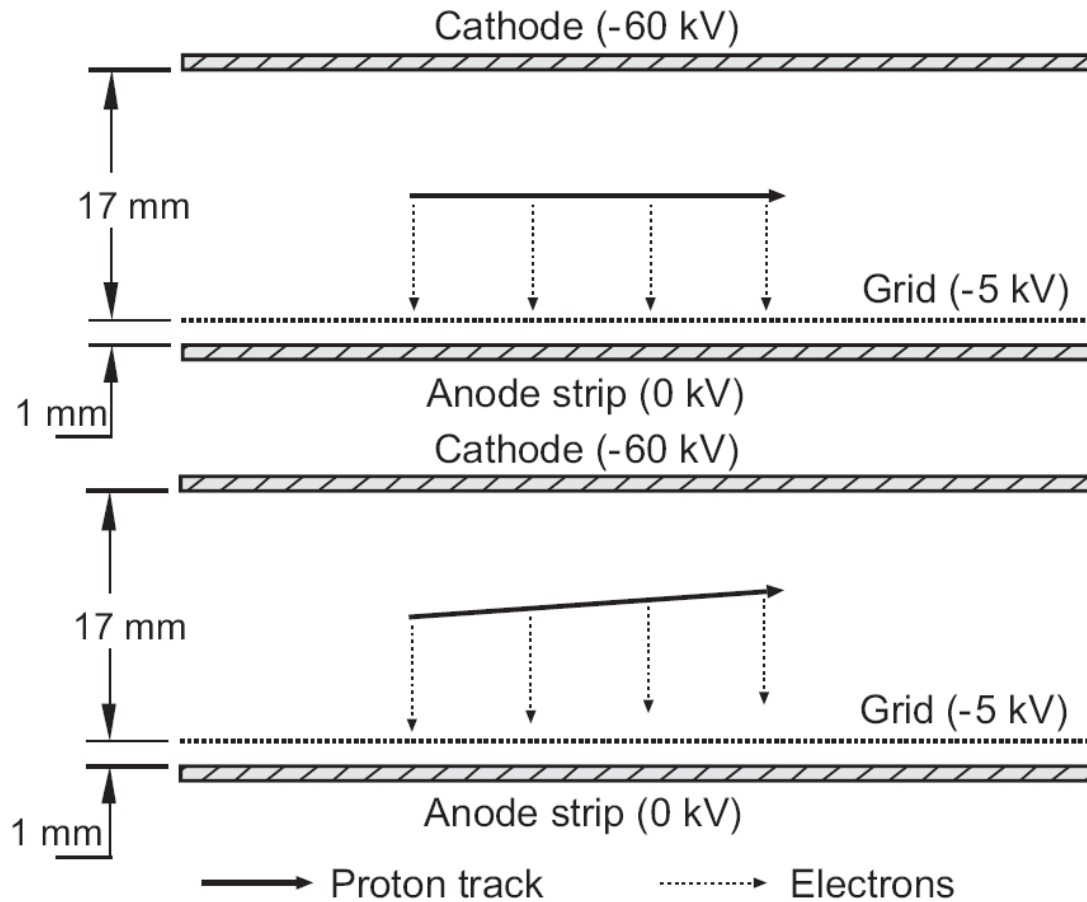 Cathode (-60 kV)
17 mm
Grid (-5 kV)
Anode strip (0 kV)
1 mm
Cathode (-60 kV)
17 mm
Grid (-5 kV)
Anode strip (0 kV)
1 mm
Proton track
Electrons